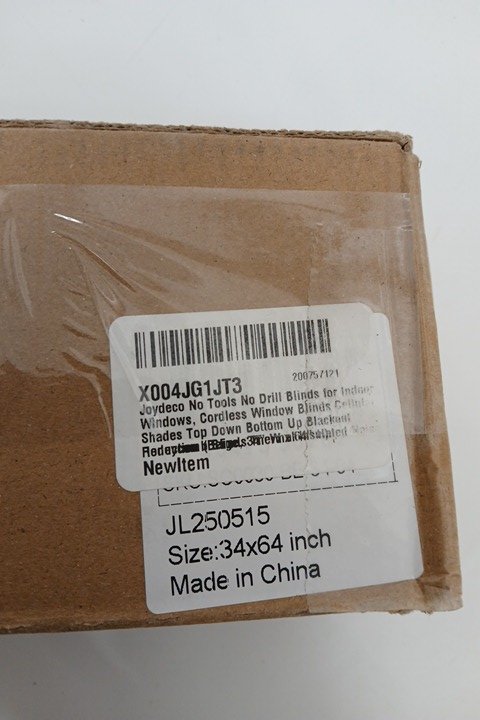 200757121
X004JG1JT3
Joydeco No Tools No Drill Blinds for Indoor
Windows, Cordless Window Blinds Cellular
Shades Top Down Bottom Up Blackout
NewItem
JL250515
Size:34x64 inch
Made in China